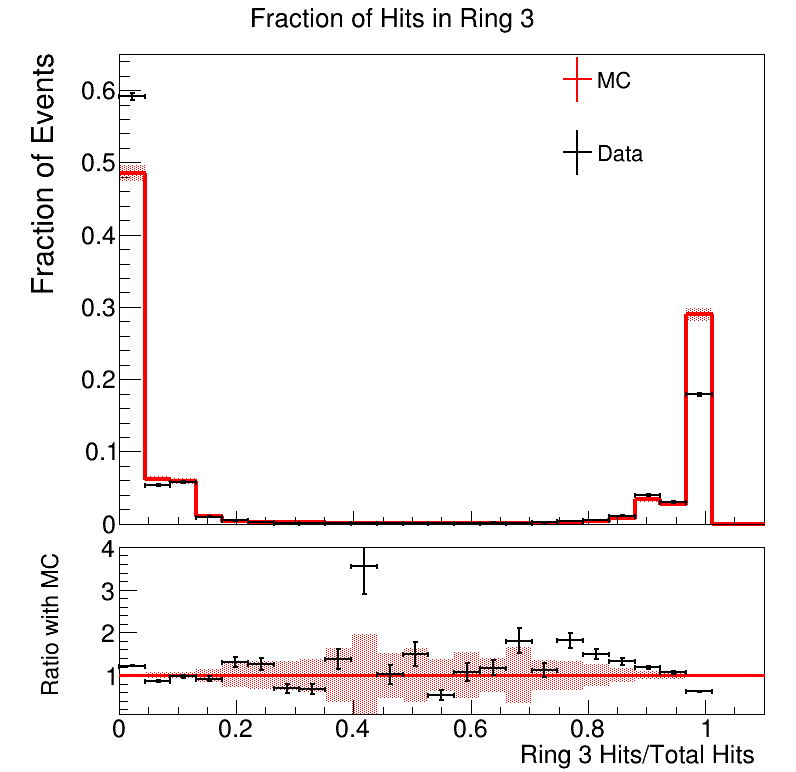 Fraction of Hits in Ring 3
Fraction of Events
0.6
0.5
0.4
0.3
0.2
0.1
0
MC
Data
Ratio with MC
4
3
2
1
0 0.2 0.4 0.6 0.8 1
Ring 3 Hits/Total Hits